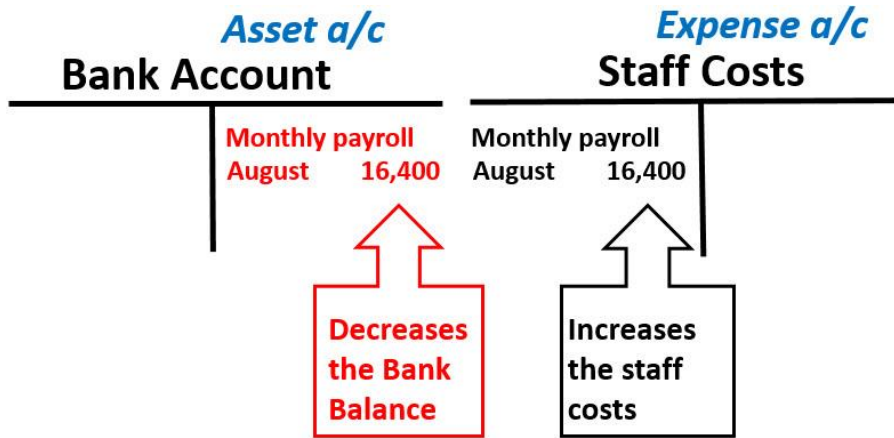 Asset a/c
Bank Account
Monthly payroll
August 16,400
Decreases
the Bank
Balance
Expense a/c
Staff Costs
Monthly payroll
August 16,400
Increases
the staff
costs